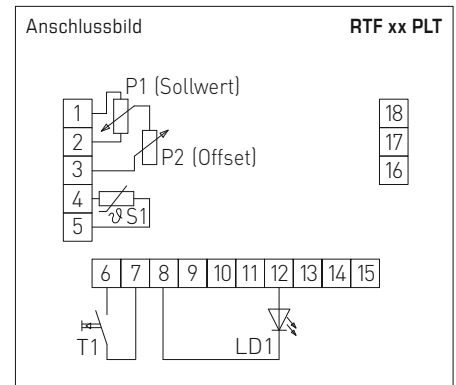 Anschlussbild RTF xx PLT
P1 (Sollwert)
1
2
3
4
5
P2 (Offset)
ϑ S1
18
17
16
6 7 8 9 10 11 12 13 14 15
T1
LD1